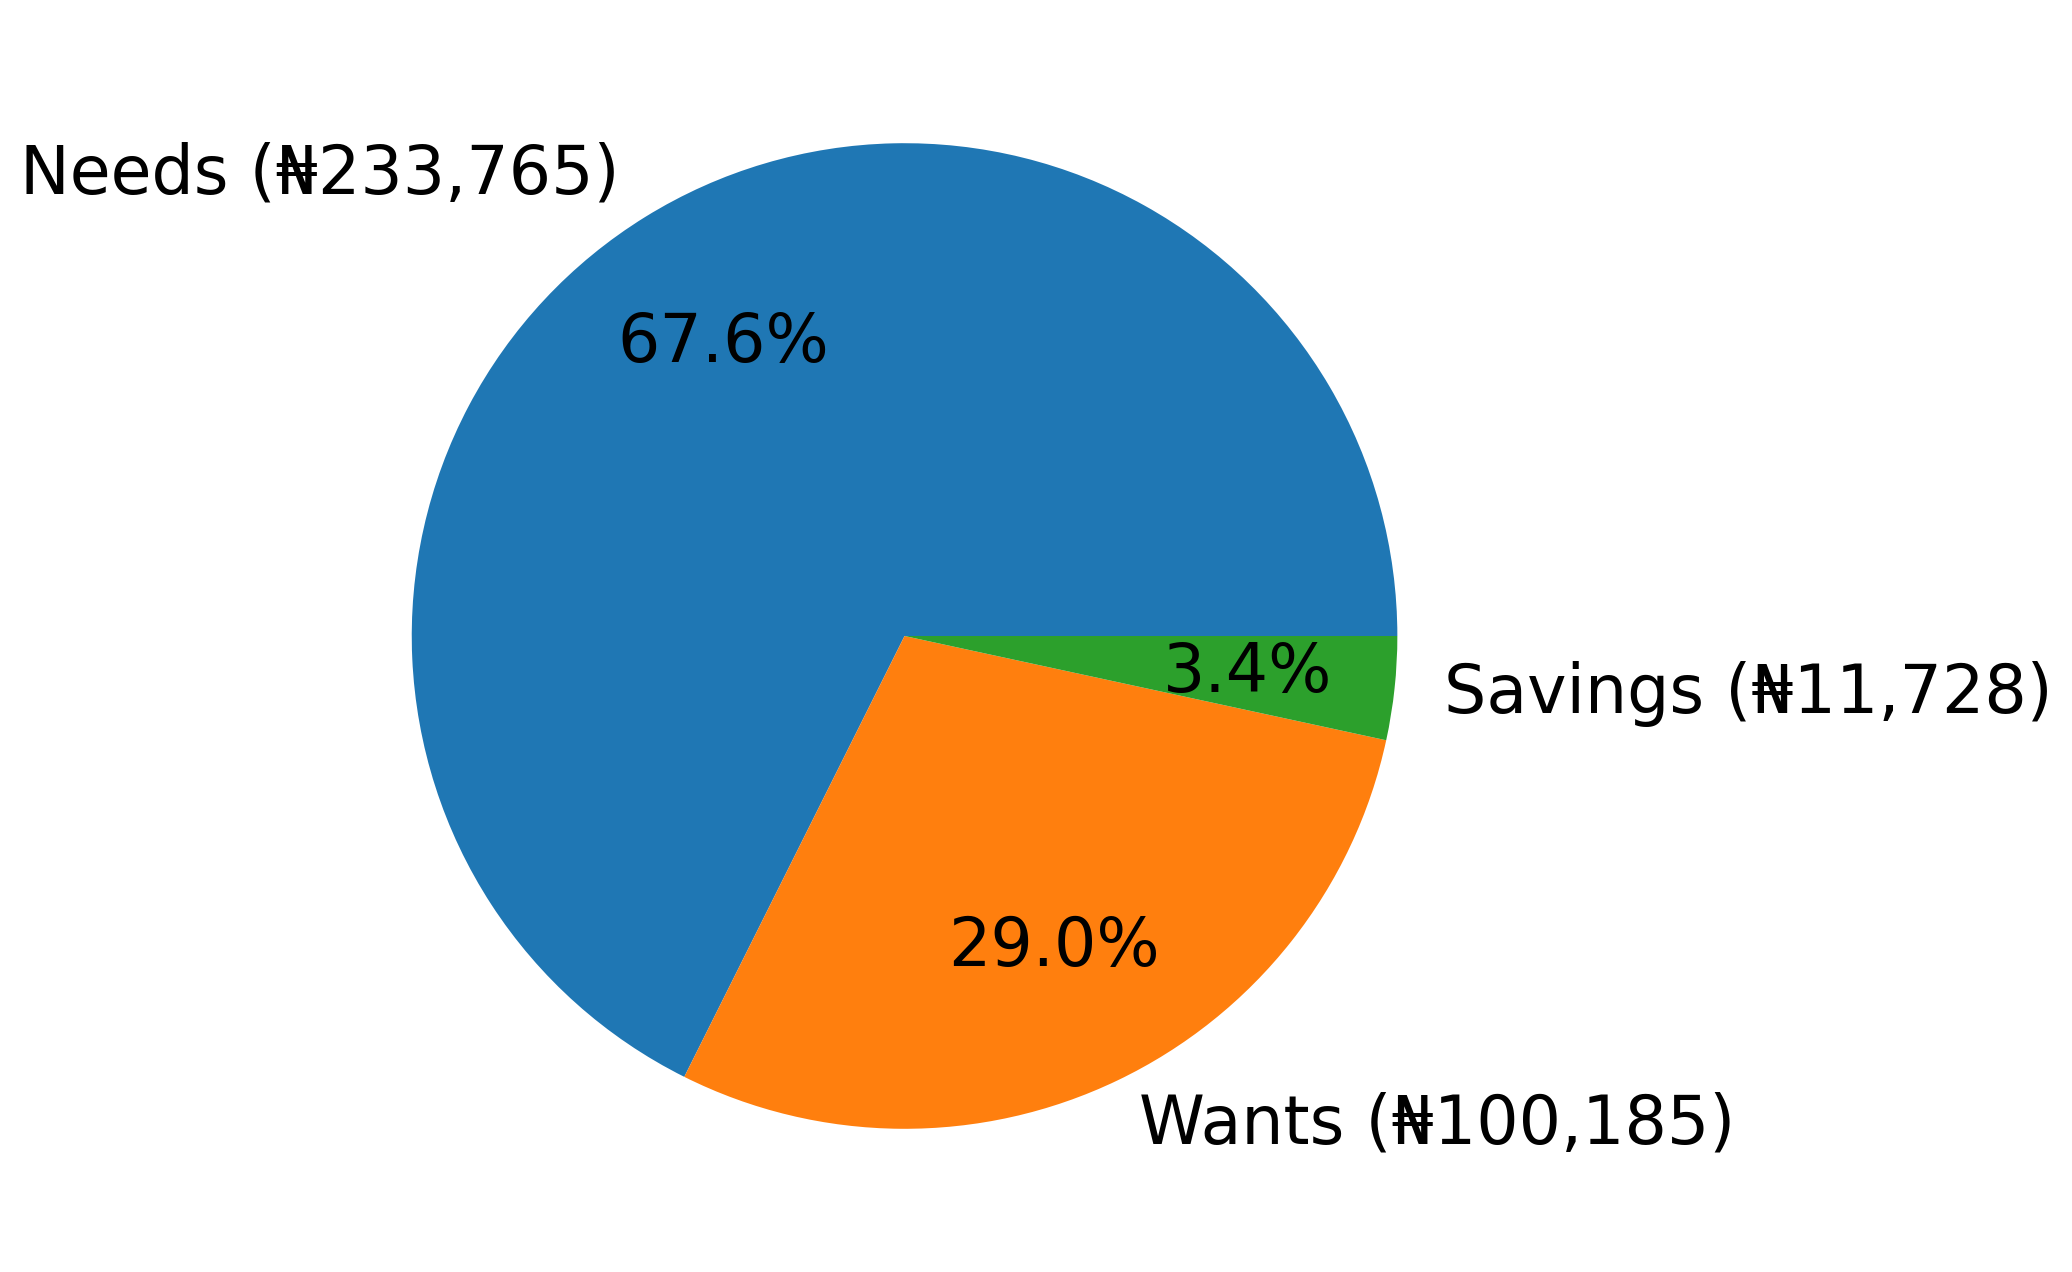 Needs (₦233,765)
67.6%
3.4%
Savings (₦11,728)
29.0%
Wants (₦100,185)